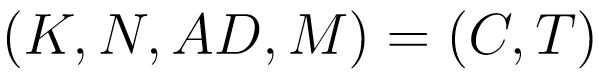 (K, N, AD, M) = (C, T)